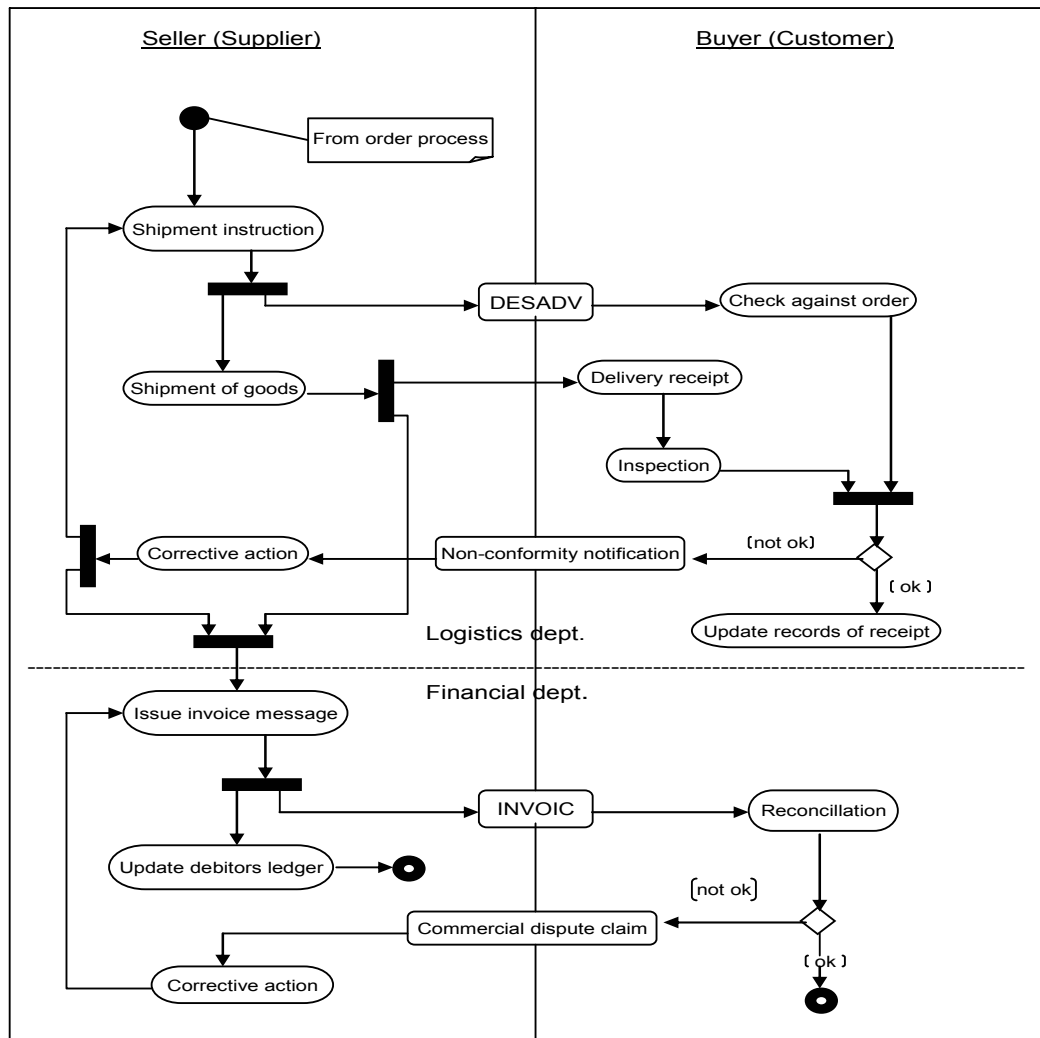 Seller (Supplier)
Buyer (Customer)
From order process
Shipment instruction
DESADV
Check against order
Shipment of goods
Delivery receipt
Inspection
Corrective action
Non-conformity notification
(not ok)
( ok )
Update records of receipt
Logistics dept.
Financial dept.
Issue invoice message
INVOIC
Reconcillation
Update debitors ledger
(not ok)
Commercial dispute claim
( ok )
Corrective action